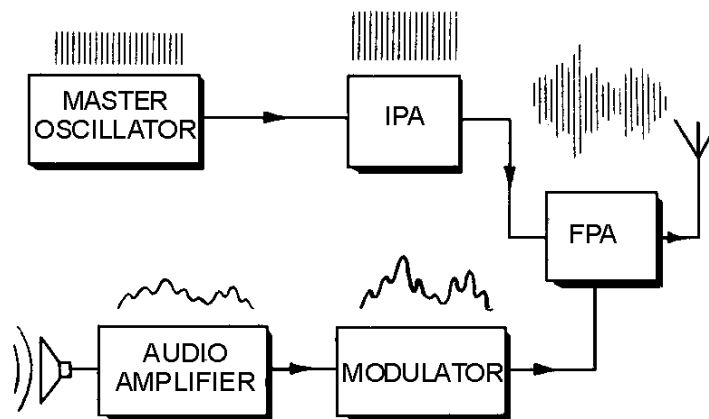 MASTER
OSCILLATOR
IPA
FPA
AUDIO
AMPLIFIER
MODULATOR